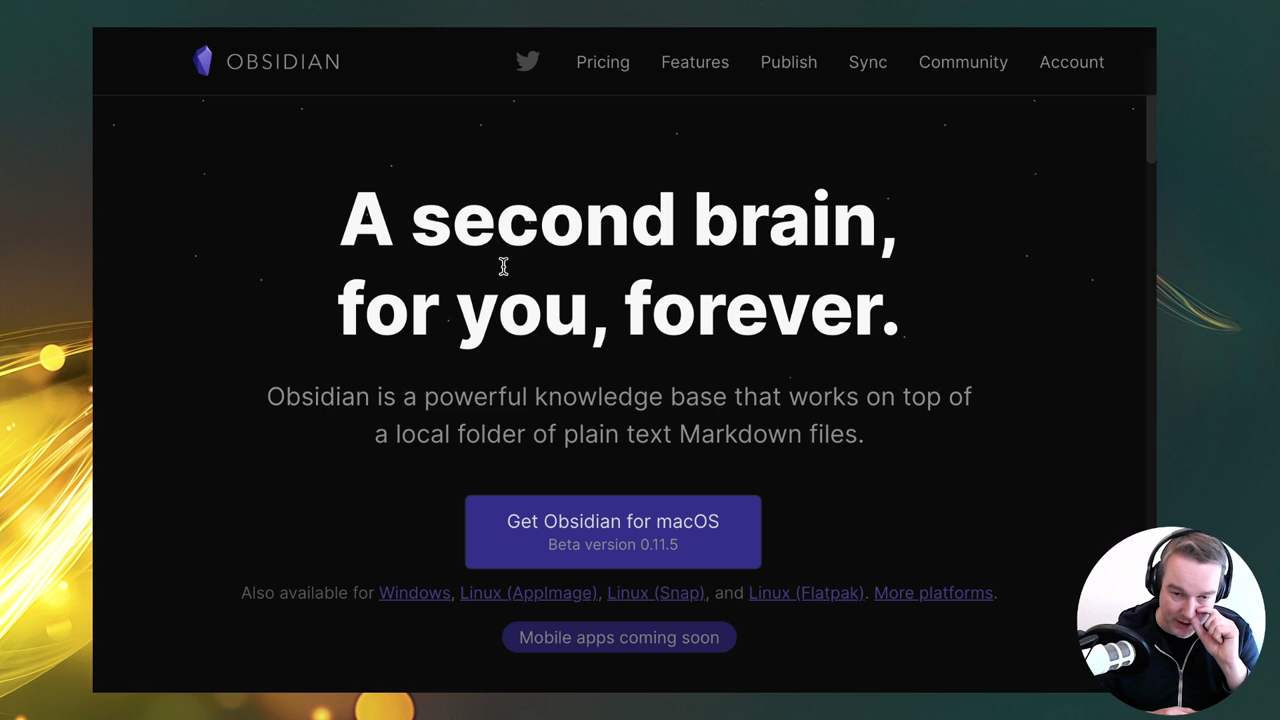 OBSIDIAN
Pricing Features Publish Sync Community Account
A second brain,
for you, forever.
Obsidian is a powerful knowledge base that works on top of
a local folder of plain text Markdown files.
Get Obsidian for macOS
Beta version 0.11.5
Also available for Windows, Linux (AppImage), Linux (Snap), and Linux (Flatpak). More platforms.
Mobile apps coming soon